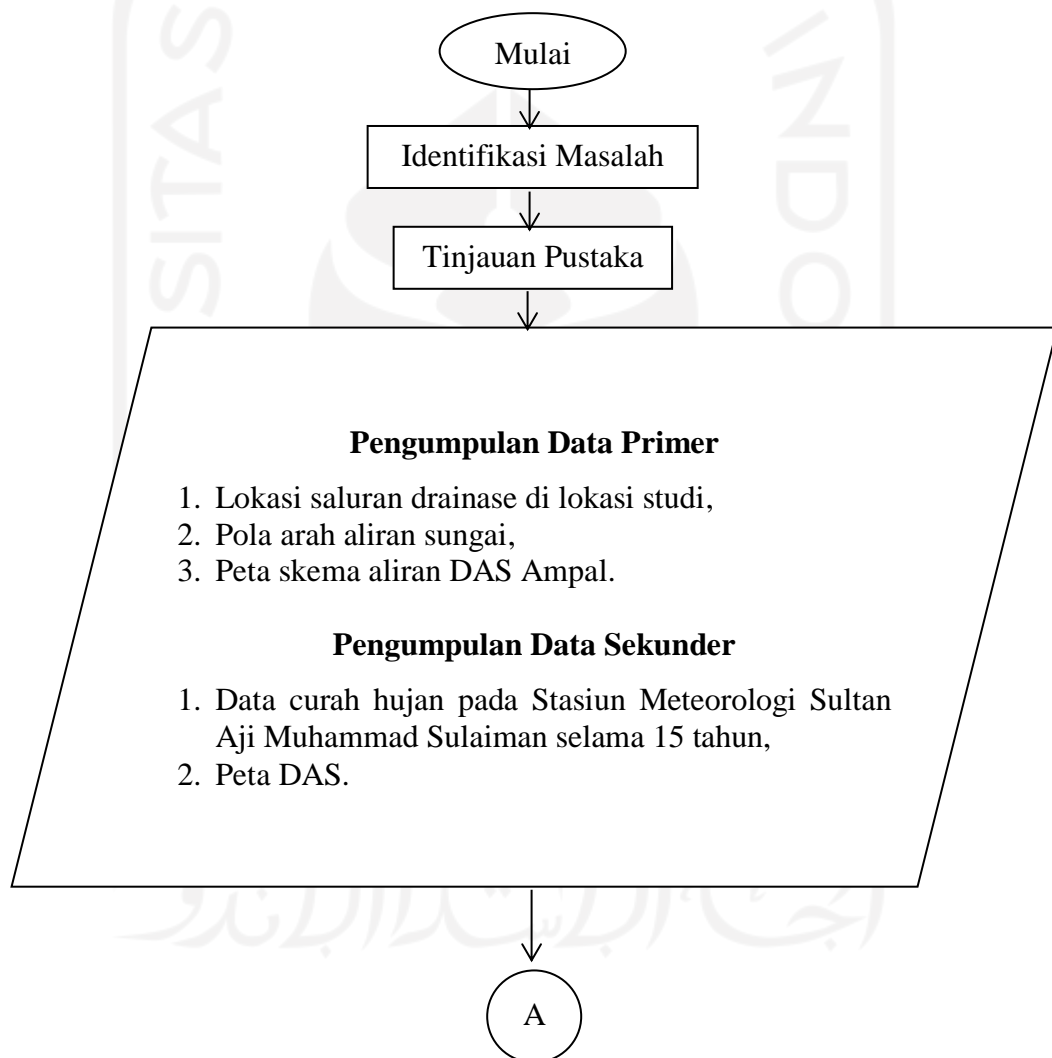 Mulai
Identifikasi Masalah
Tinjauan Pustaka
Pengumpulan Data Primer
1. Lokasi saluran drainase di lokasi studi,
2. Pola arah aliran sungai,
3. Peta skema aliran DAS Ampal.
Pengumpulan Data Sekunder
1. Data curah hujan pada Stasiun Meteorologi Sultan
Aji Muhammad Sulaiman selama 15 tahun,
2. Peta DAS.
A
SITAS
INDO